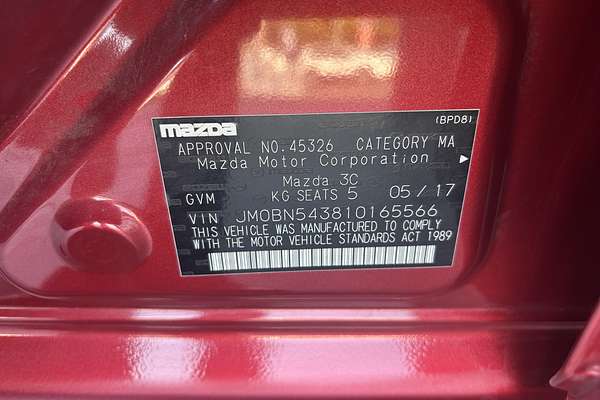 mazda (BPD8)
APPROVAL NO.45326 CATEGORY MA
Mazda Motor Corporation
Mazda 3C
GVM KG SEATS 5 05/17
VIN JM0BN543810165566
THIS VEHICLE WAS MANUFACTURED TO COMPLY
WITH THE MOTOR VEHICLE STANDARDS ACT 1989